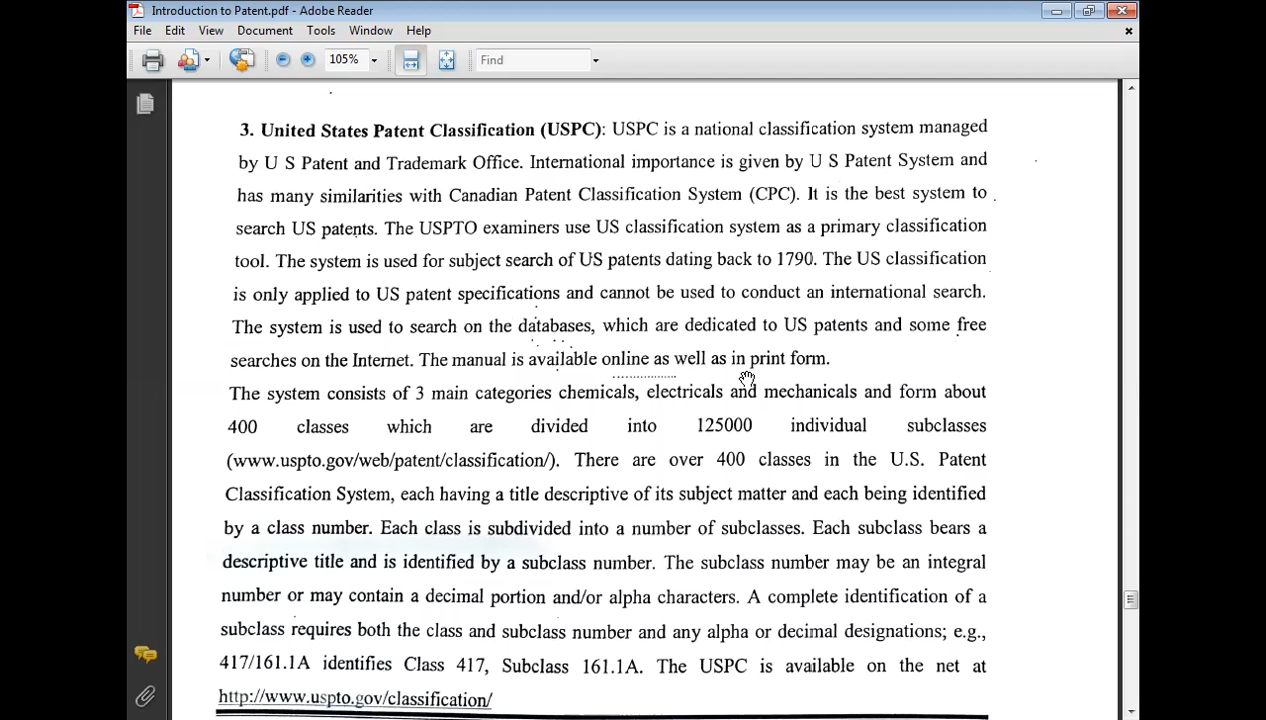 Introduction to Patent.pdf - Adobe Reader
File Edit View Document Tools Window Help
105% Find
3. United States Patent Classification (USPC): USPC is a national classification system managed
by U S Patent and Trademark Office. International importance is given by U S Patent System and
has many similarities with Canadian Patent Classification System (CPC). It is the best system to
search US patents. The USPTO examiners use US classification system as a primary classification
tool. The system is used for subject search of US patents dating back to 1790. The US classification
is only applied to US patent specifications and cannot be used to conduct an international search.
The system is used to search on the databases, which are dedicated to US patents and some free
searches on the Internet. The manual is available online as well as in print form.
The system consists of 3 main categories chemicals, electricals and mechanicals and form about
400 classes which are divided into 125000 individual subclasses
(www.uspto.gov/web/patent/classification/). There are over 400 classes in the U.S. Patent
Classification System, each having a title descriptive of its subject matter and each being identified
by a class number. Each class is subdivided into a number of subclasses. Each subclass bears a
descriptive title and is identified by a subclass number. The subclass number may be an integral
number or may contain a decimal portion and/or alpha characters. A complete identification of a
subclass requires both the class and subclass number and any alpha or decimal designations; e.g.,
417/161.1A identifies Class 417, Subclass 161.1A. The USPC is available on the net at
http://www.uspto.gov/classification/